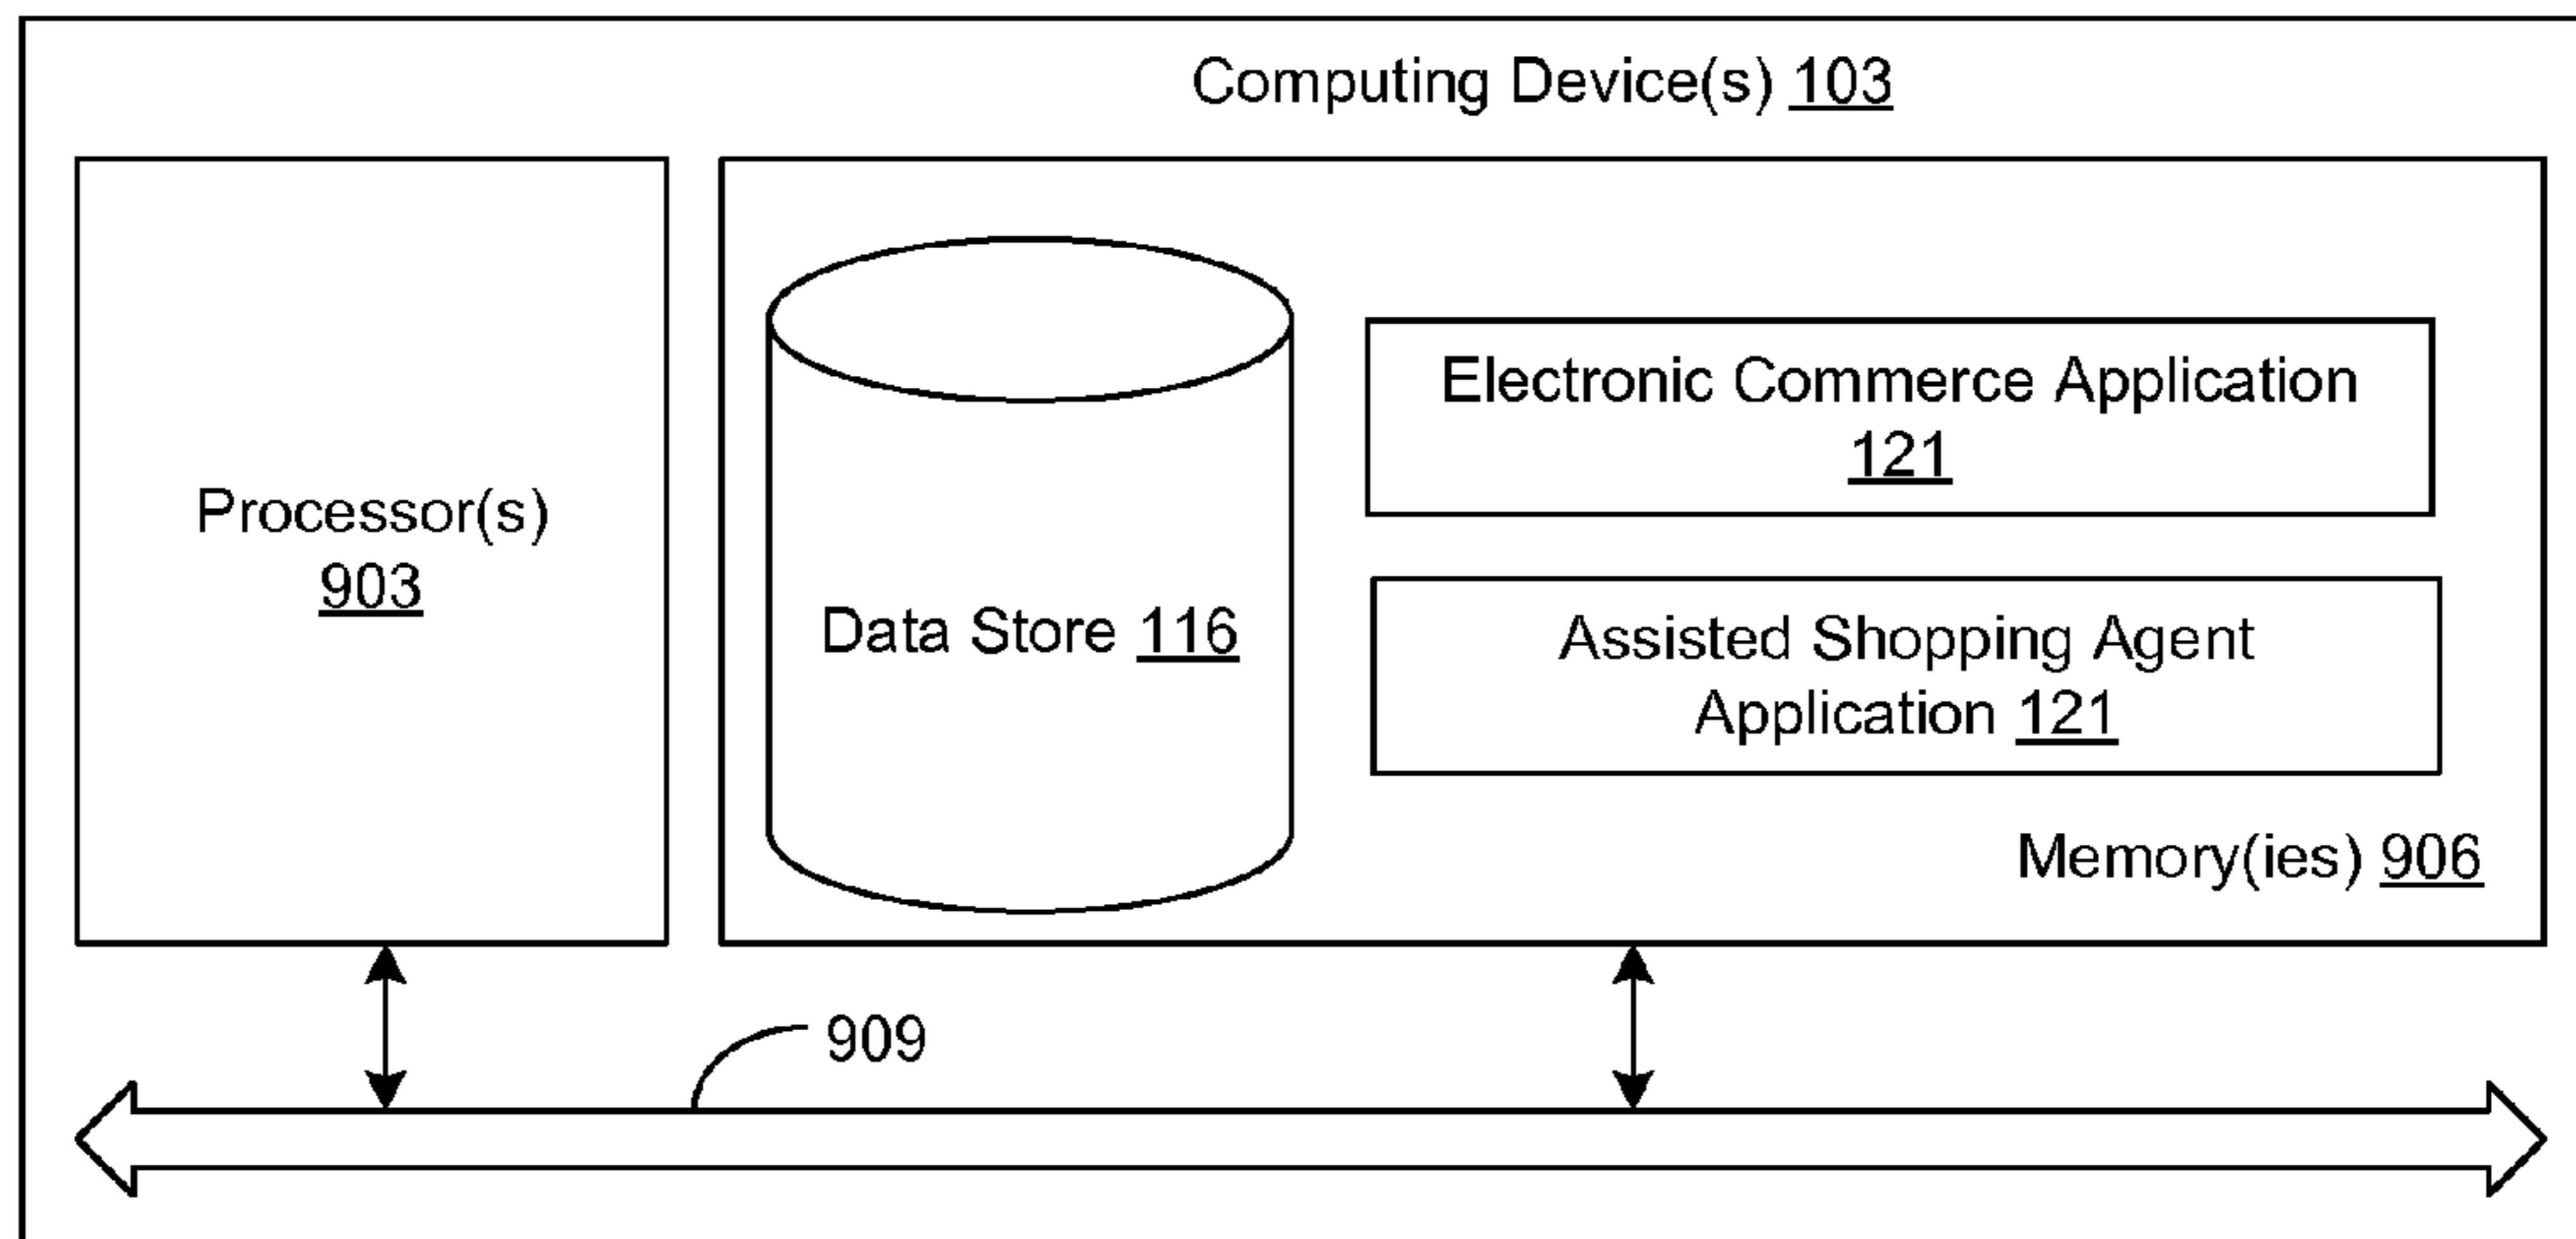 Computing Device(s) 103
Processor(s)
903
Data Store 116
Electronic Commerce Application
121
Assisted Shopping Agent
Application 121
Memory(ies) 906
909